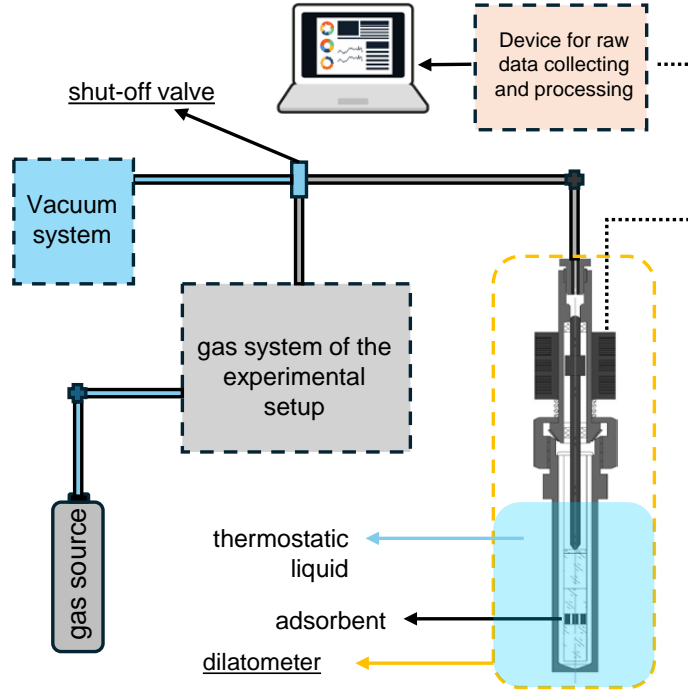 Device for raw
data collecting
and processing
shut-off valve
Vacuum
system
gas system of the
experimental
setup
gas source
thermostatic
liquid
adsorbent
dilatometer